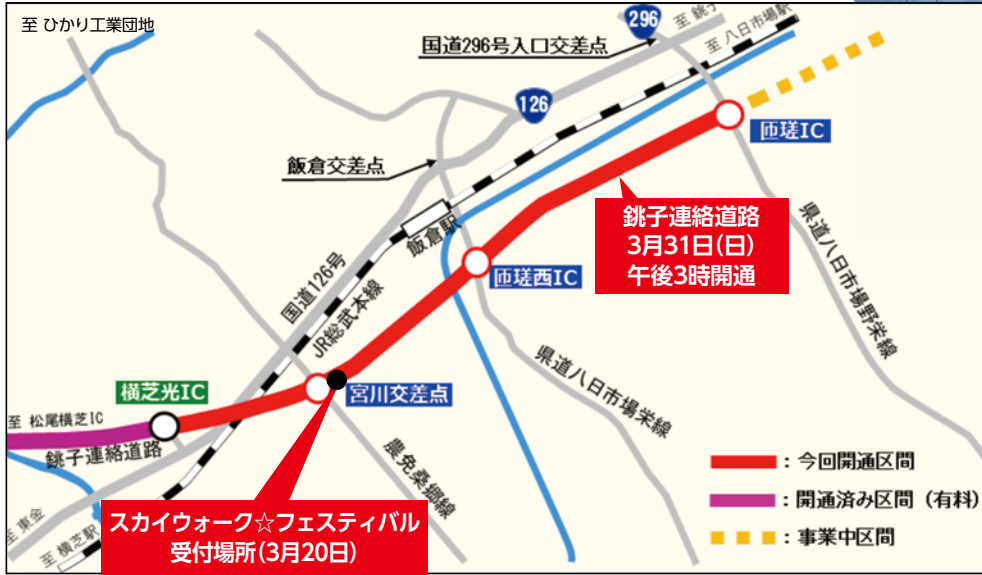 至 ひかり工業団地
国道296号入口交差点
296
至 銚子
至 八日市場駅
126
匝瑳IC
飯倉交差点
銚子連絡道路
3月31日(日)
午後3時開通
飯倉駅
国道126号
JR総武本線
匝瑳西IC
県道八日市場野栄線
県道八日市場栄線
横芝光IC
宮川交差点
至 松尾横芝IC
銚子連絡道路
農免桑郷線
至 東金
至 横芝駅
スカイウォーク☆フェスティバル
受付場所(3月20日)
：今回開通区間
：開通済み区間（有料）
：事業中区間